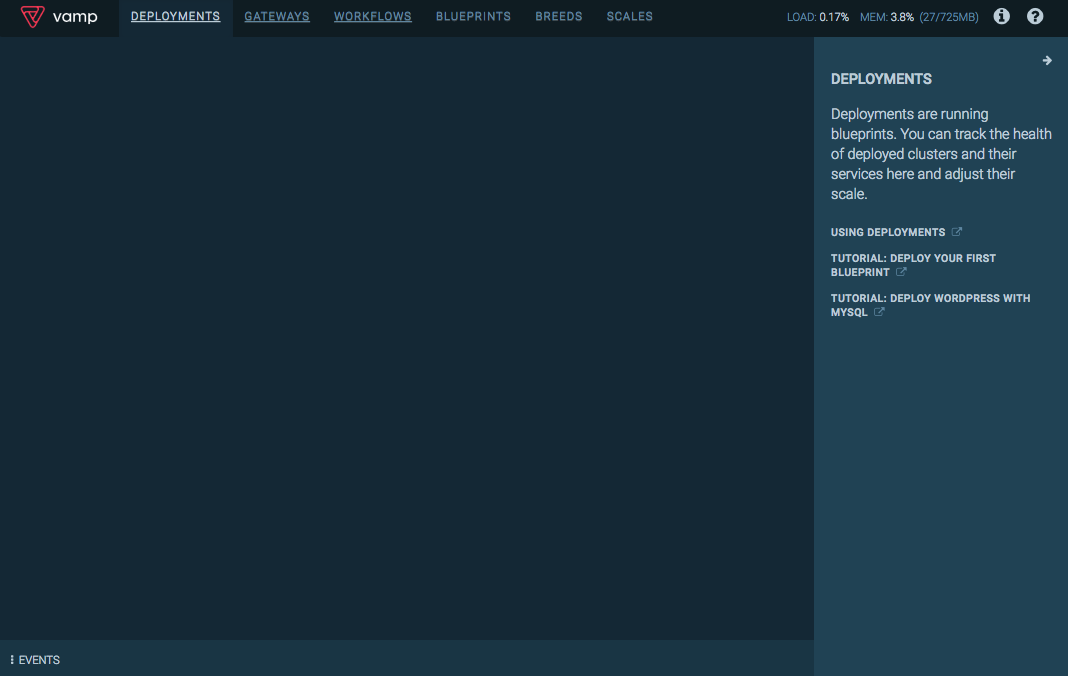 vamp DEPLOYMENTS GATEWAYS WORKFLOWS BLUEPRINTS BREEDS SCALES LOAD: 0.17% MEM: 3.8% (27/725MB)
DEPLOYMENTS
Deployments are running
blueprints. You can track the health
of deployed clusters and their
services here and adjust their
scale.
USING DEPLOYMENTS
TUTORIAL: DEPLOY YOUR FIRST
BLUEPRINT
TUTORIAL: DEPLOY WORDPRESS WITH
MYSQL
EVENTS